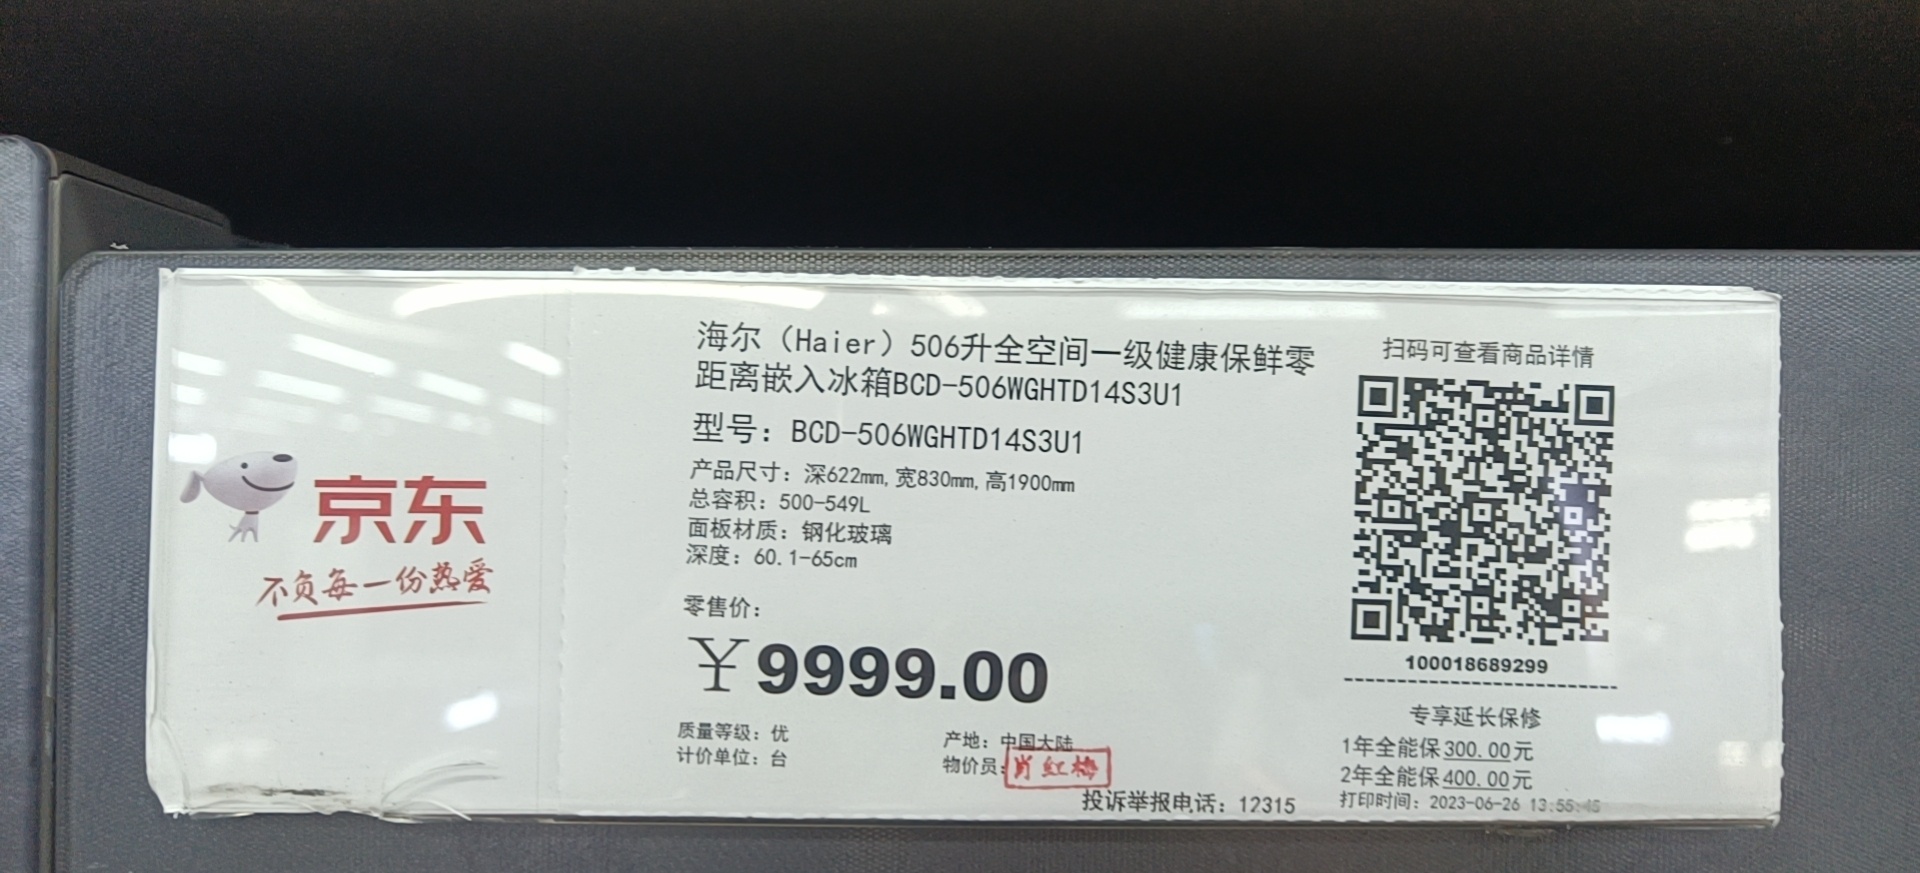 京东
不负每一份热爱
海尔（Haier）506升全空间一级健康保鲜零
距离嵌入冰箱BCD-506WGHTD14S3U1
型号：BCD-506WGHTD14S3U1
产品尺寸：深622mm,宽830mm,高1900mm
总容积：500-549L
面板材质：钢化玻璃
深度：60.1-65cm
零售价：
￥9999.00
质量等级：优
计价单位：台
产地：中国大陆
物价员：肖红梅
投诉举报电话：12315
扫码可查看商品详情
100018689299
专享延长保修
1年全能保300.00元
2年全能保400.00元
打印时间：2023-06-26 13:55:45